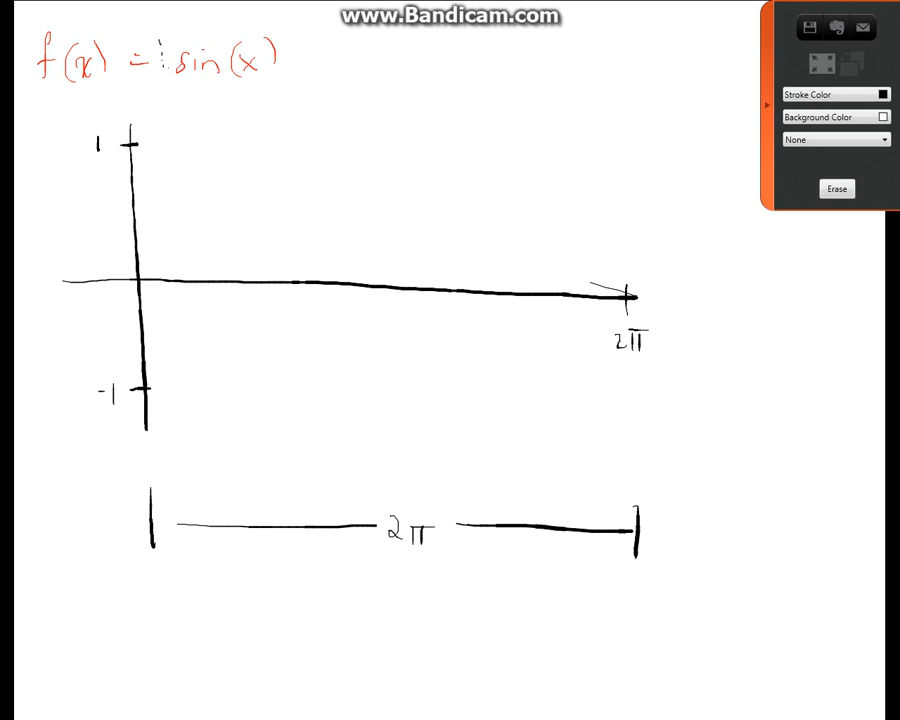 www.Bandicam.com
f(x) = sin(x)
Stroke Color
Background Color
None
Erase
1
2π
-1
2π